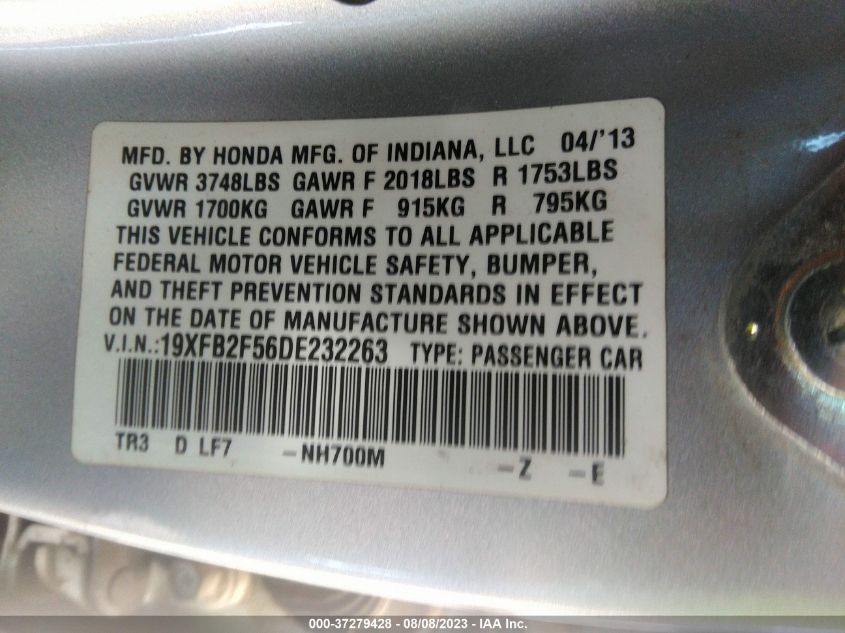 MFD. BY HONDA MFG. OF INDIANA, LLC 04/'13
GVWR 3748LBS GAWR F 2018LBS R 1753LBS
GVWR 1700KG GAWR F 915KG R 795KG
THIS VEHICLE CONFORMS TO ALL APPLICABLE
FEDERAL MOTOR VEHICLE SAFETY, BUMPER,
AND THEFT PREVENTION STANDARDS IN EFFECT
ON THE DATE OF MANUFACTURE SHOWN ABOVE.
V.I.N.:19XFB2F56DE232263 TYPE: PASSENGER CAR
TR3 D LF7 -NH700M -Z -E
000-37279428 - 08/08/2023 - IAA Inc.